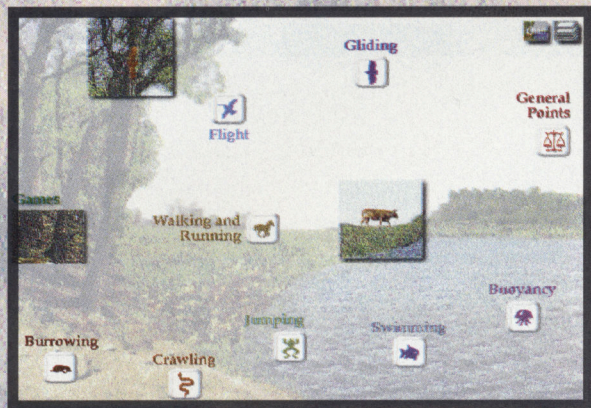 Gliding
General
Points
Flight
Games
Walking and
Running
Buoyancy
Jumping
Swimming
Burrowing
Crawling